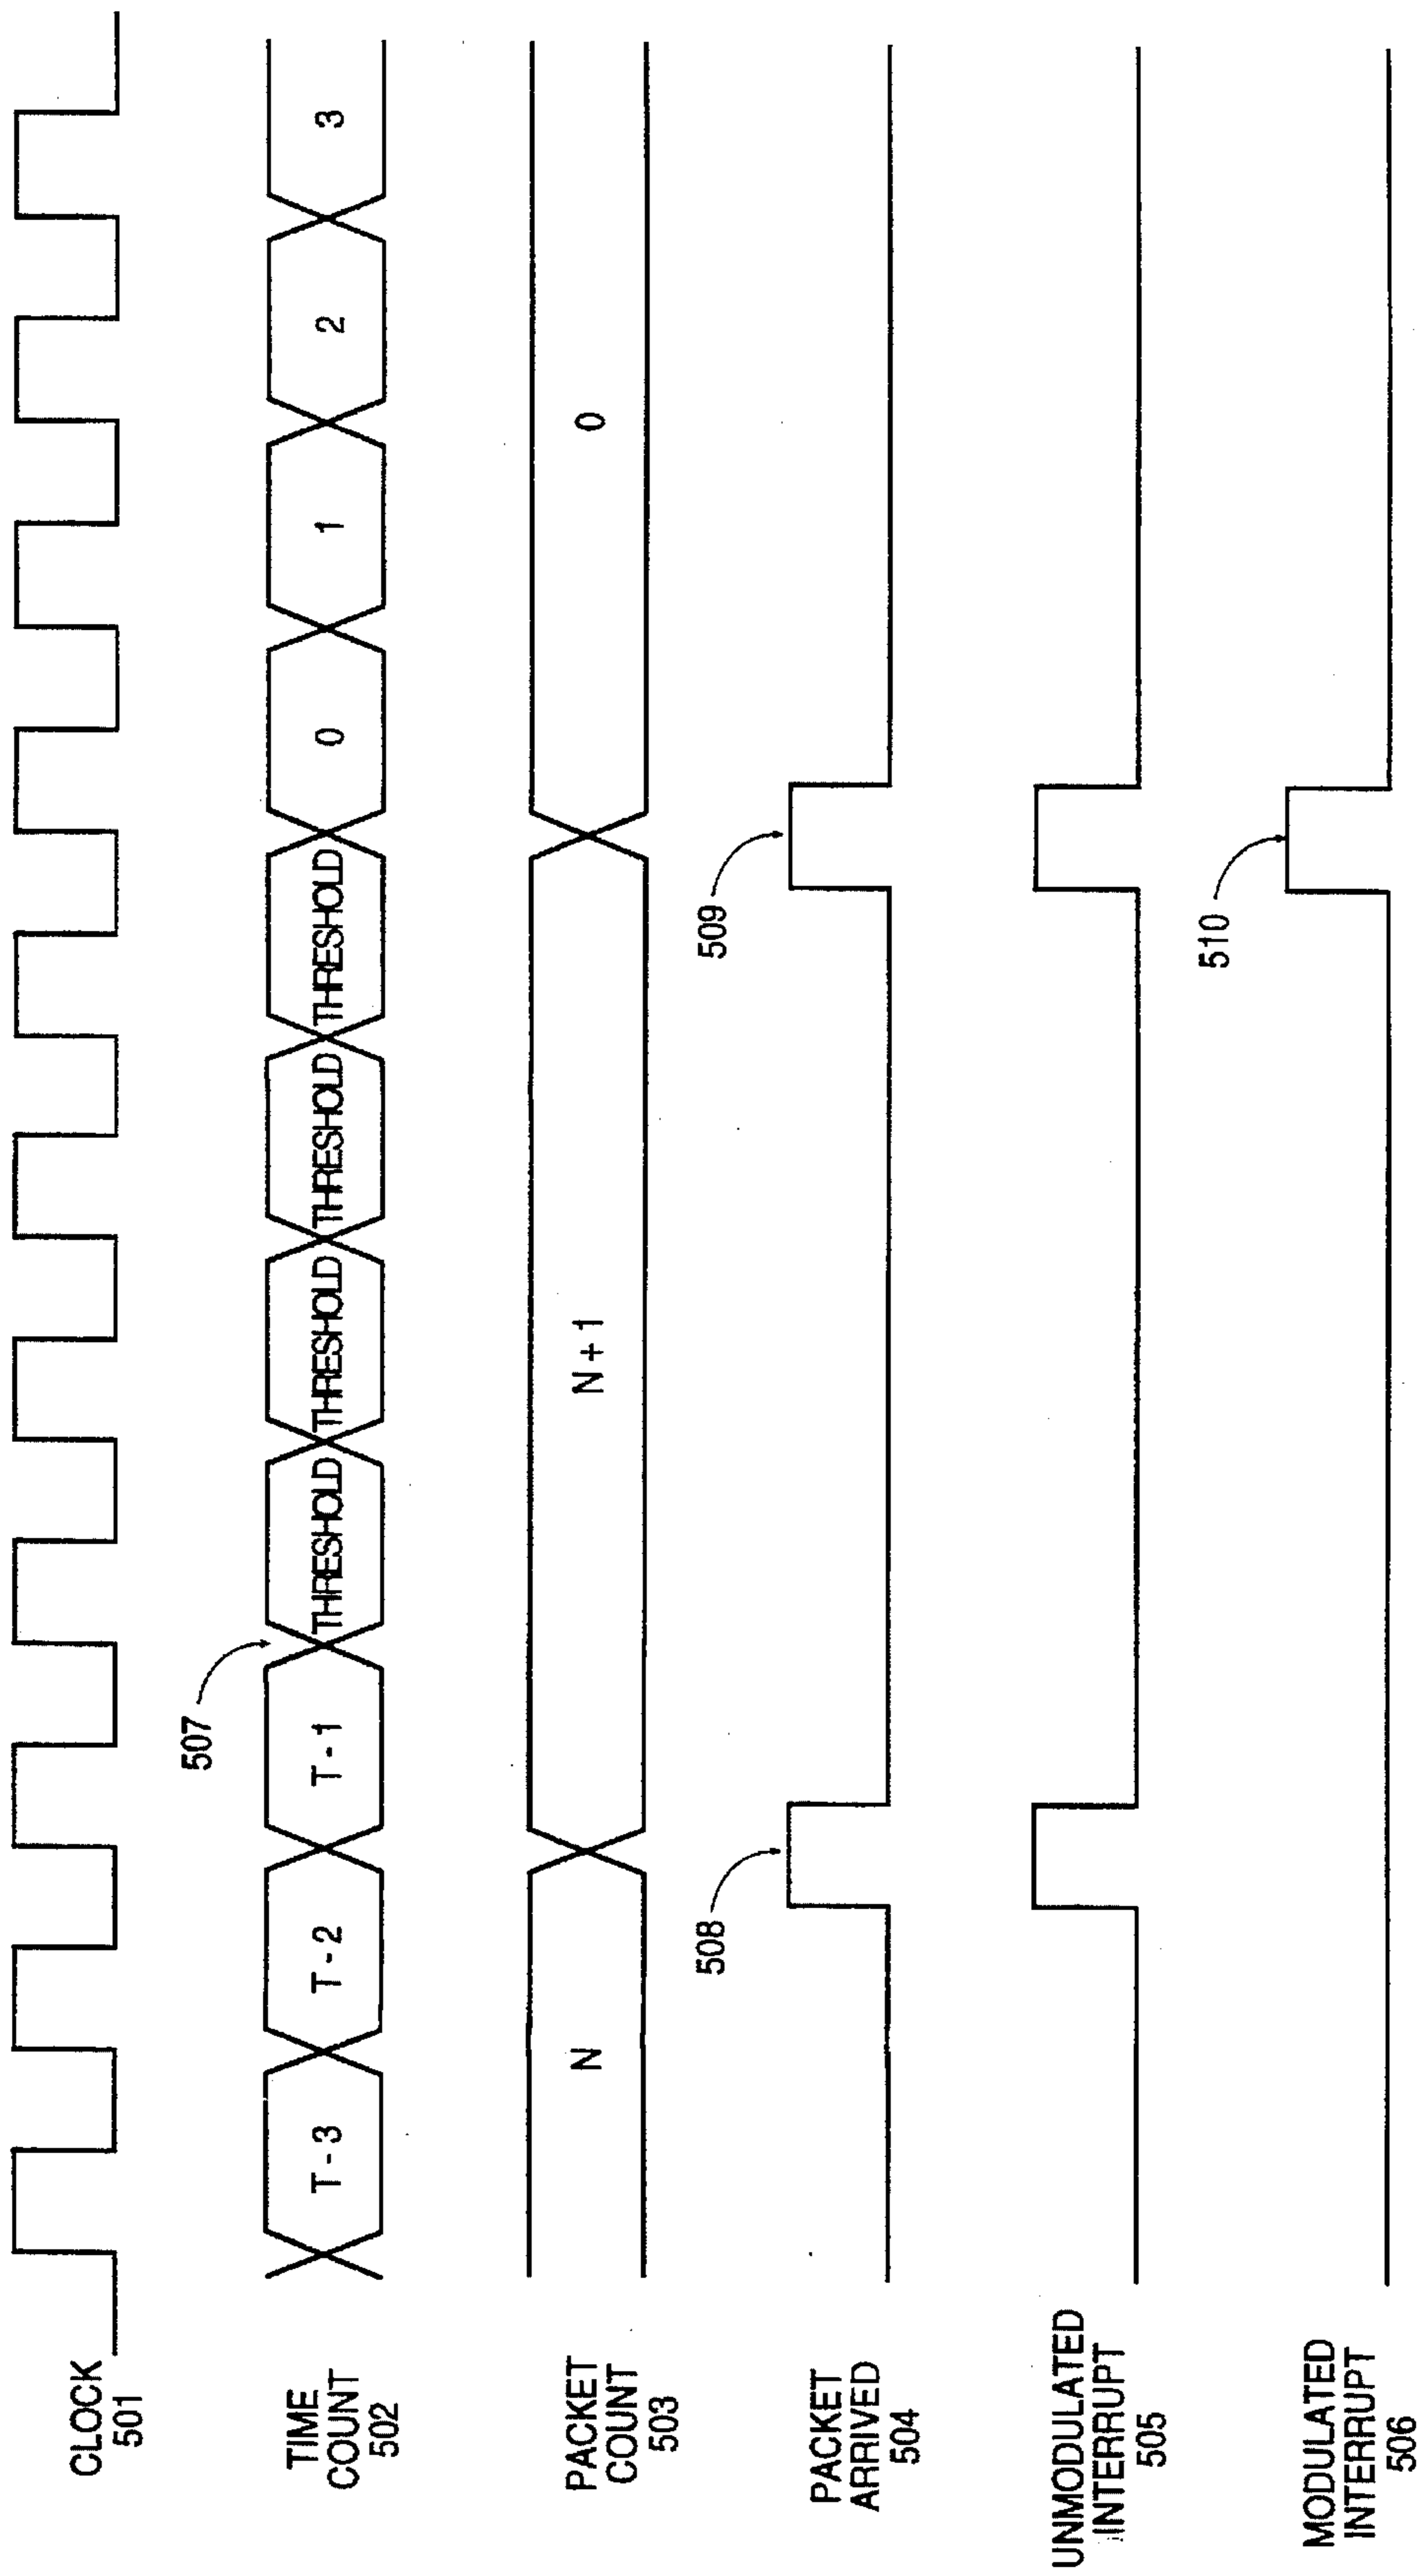 CLOCK
501
TIME
COUNT
502
T-3
T-2
T-1
THRESHOLD
THRESHOLD
THRESHOLD
THRESHOLD
0
1
2
3
507
PACKET
COUNT
503
N
N+1
0
PACKET
ARRIVED
504
508
509
UNMODULATED
INTERRUPT
505
MODULATED
INTERRUPT
506
510